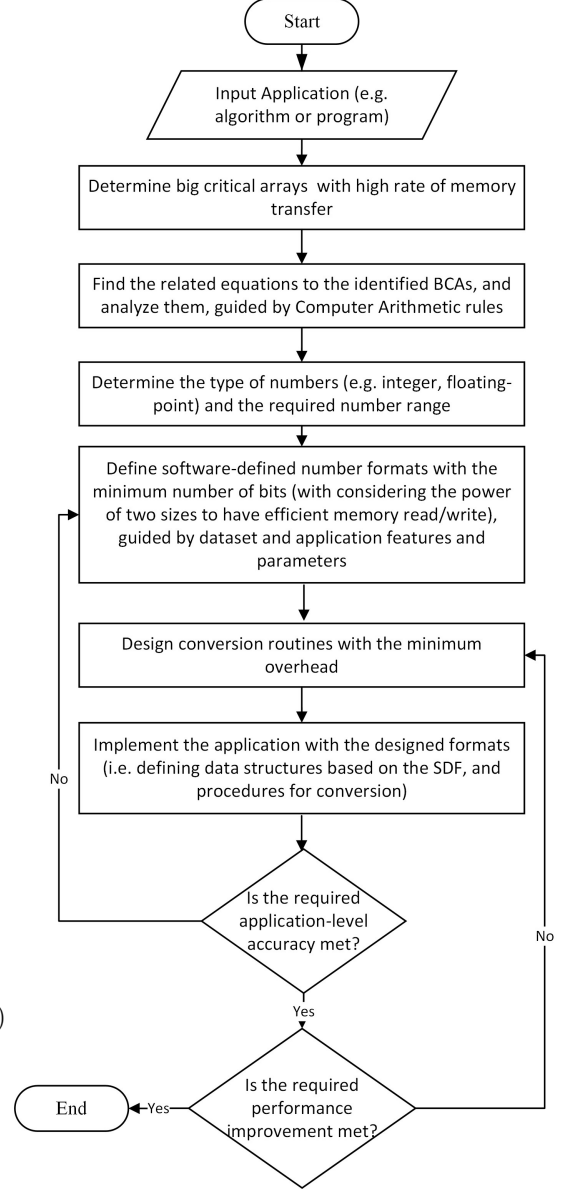 Start
Input Application (e.g.
algorithm or program)
Determine big critical arrays  with high rate of memory
transfer
Find the related equations to the identified BCAs, and
analyze them, guided by Computer Arithmetic rules
Determine the type of numbers (e.g. integer, floating-
point) and the required number range
Define software-defined number formats with the
minimum number of bits (with considering the power
of two sizes to have efficient memory read/write),
guided by dataset and application features and
parameters
Design conversion routines with the minimum
overhead
Implement the application with the designed formats
(i.e. defining data structures based on the SDF, and
procedures for conversion)
No
Is the required
application-level
accuracy met?
No
Yes
)
Is the required
performance
improvement met?
Yes
End